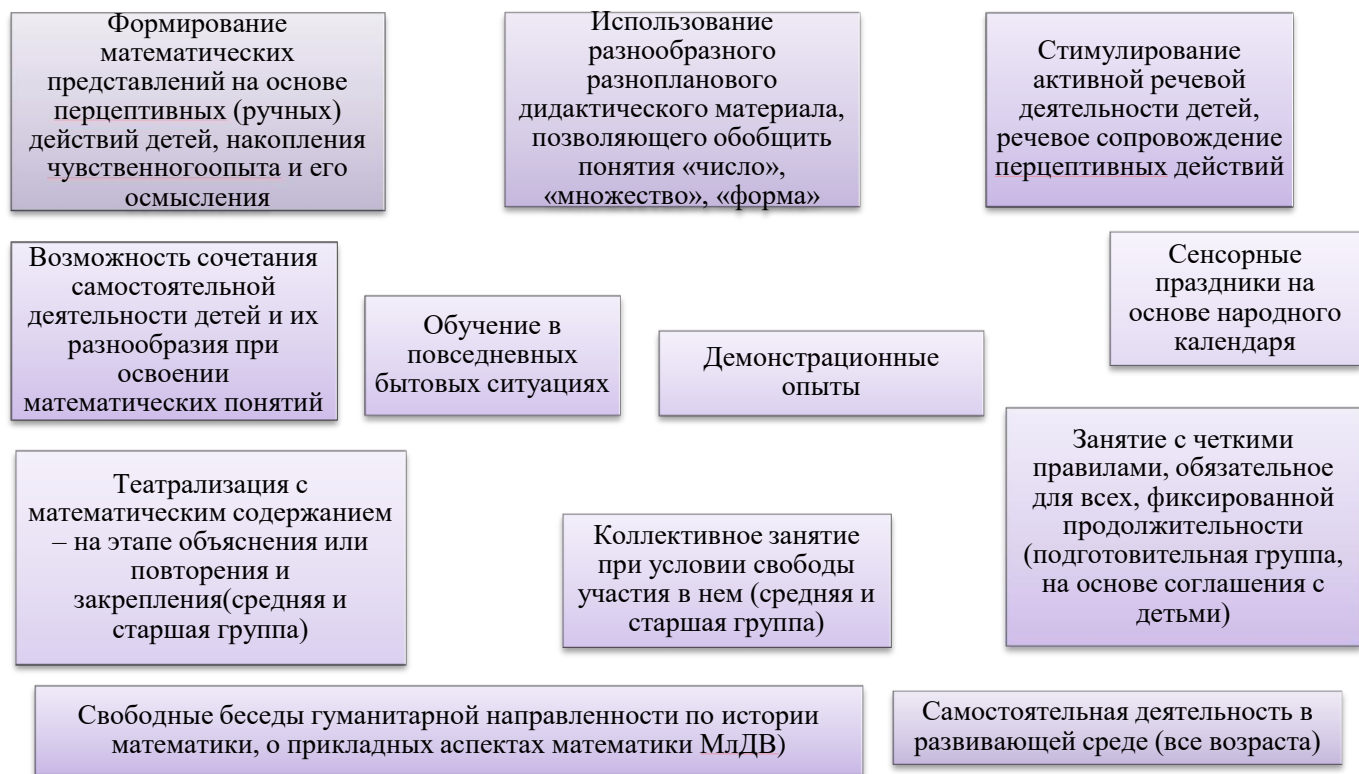 Формирование
математических
представлений на основе
перцептивных (ручных)
действий детей, накопления
чувственногоопыта и его
осмысления
Использование
разнообразного
разнопланового
дидактического материала,
позволяющего обобщить
понятия «число»,
«множество», «форма»
Стимулирование
активной речевой
деятельности детей,
речевое сопровождение
перцептивных действий
Возможность сочетания
самостоятельной
деятельности детей и их
разнообразия при
освоении
математических понятий
Обучение в
повседневных
бытовых ситуациях
Демонстрационные
опыты
Сенсорные
праздники на
основе народного
календаря
Театрализация с
математическим содержанием
– на этапе объяснения или
повторения и
закрепления(средняя и
старшая группа)
Коллективное занятие
при условии свободы
участия в нем (средняя и
старшая группа)
Занятие с четкими
правилами, обязательное
для всех, фиксированной
продолжительности
(подготовительная группа,
на основе соглашения с
детьми)
Свободные беседы гуманитарной направленности по истории
математики, о прикладных аспектах математики МлДВ)
Самостоятельная деятельность в
развивающей среде (все возраста)